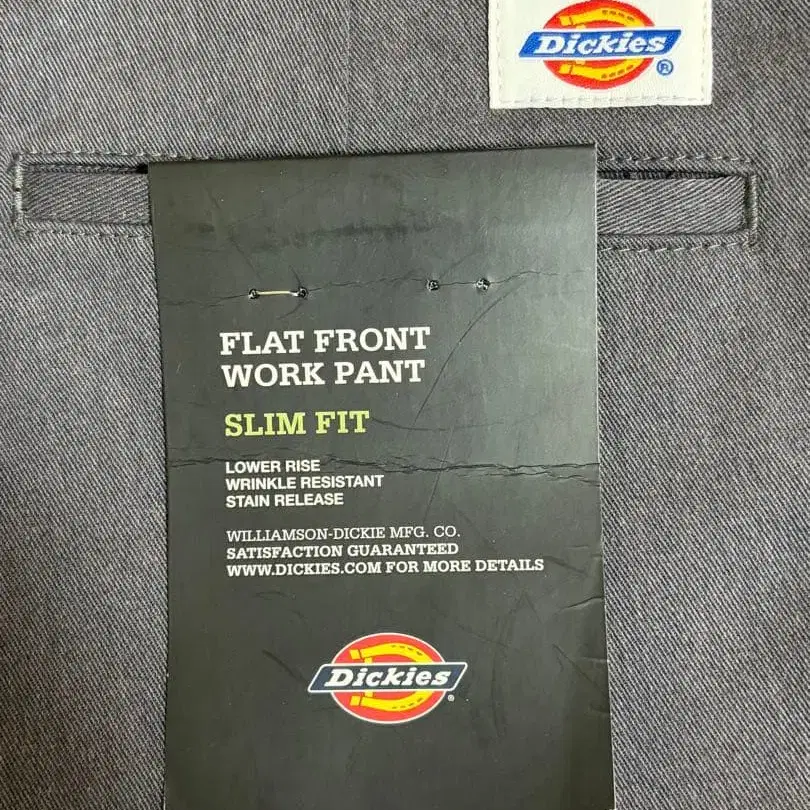 Dickies®
FLAT FRONT
WORK PANT
SLIM FIT
LOWER RISE
WRINKLE RESISTANT
STAIN RELEASE
WILLIAMSON-DICKIE MFG. CO.
SATISFACTION GUARANTEED
WWW.DICKIES.COM FOR MORE DETAILS
Dickies®